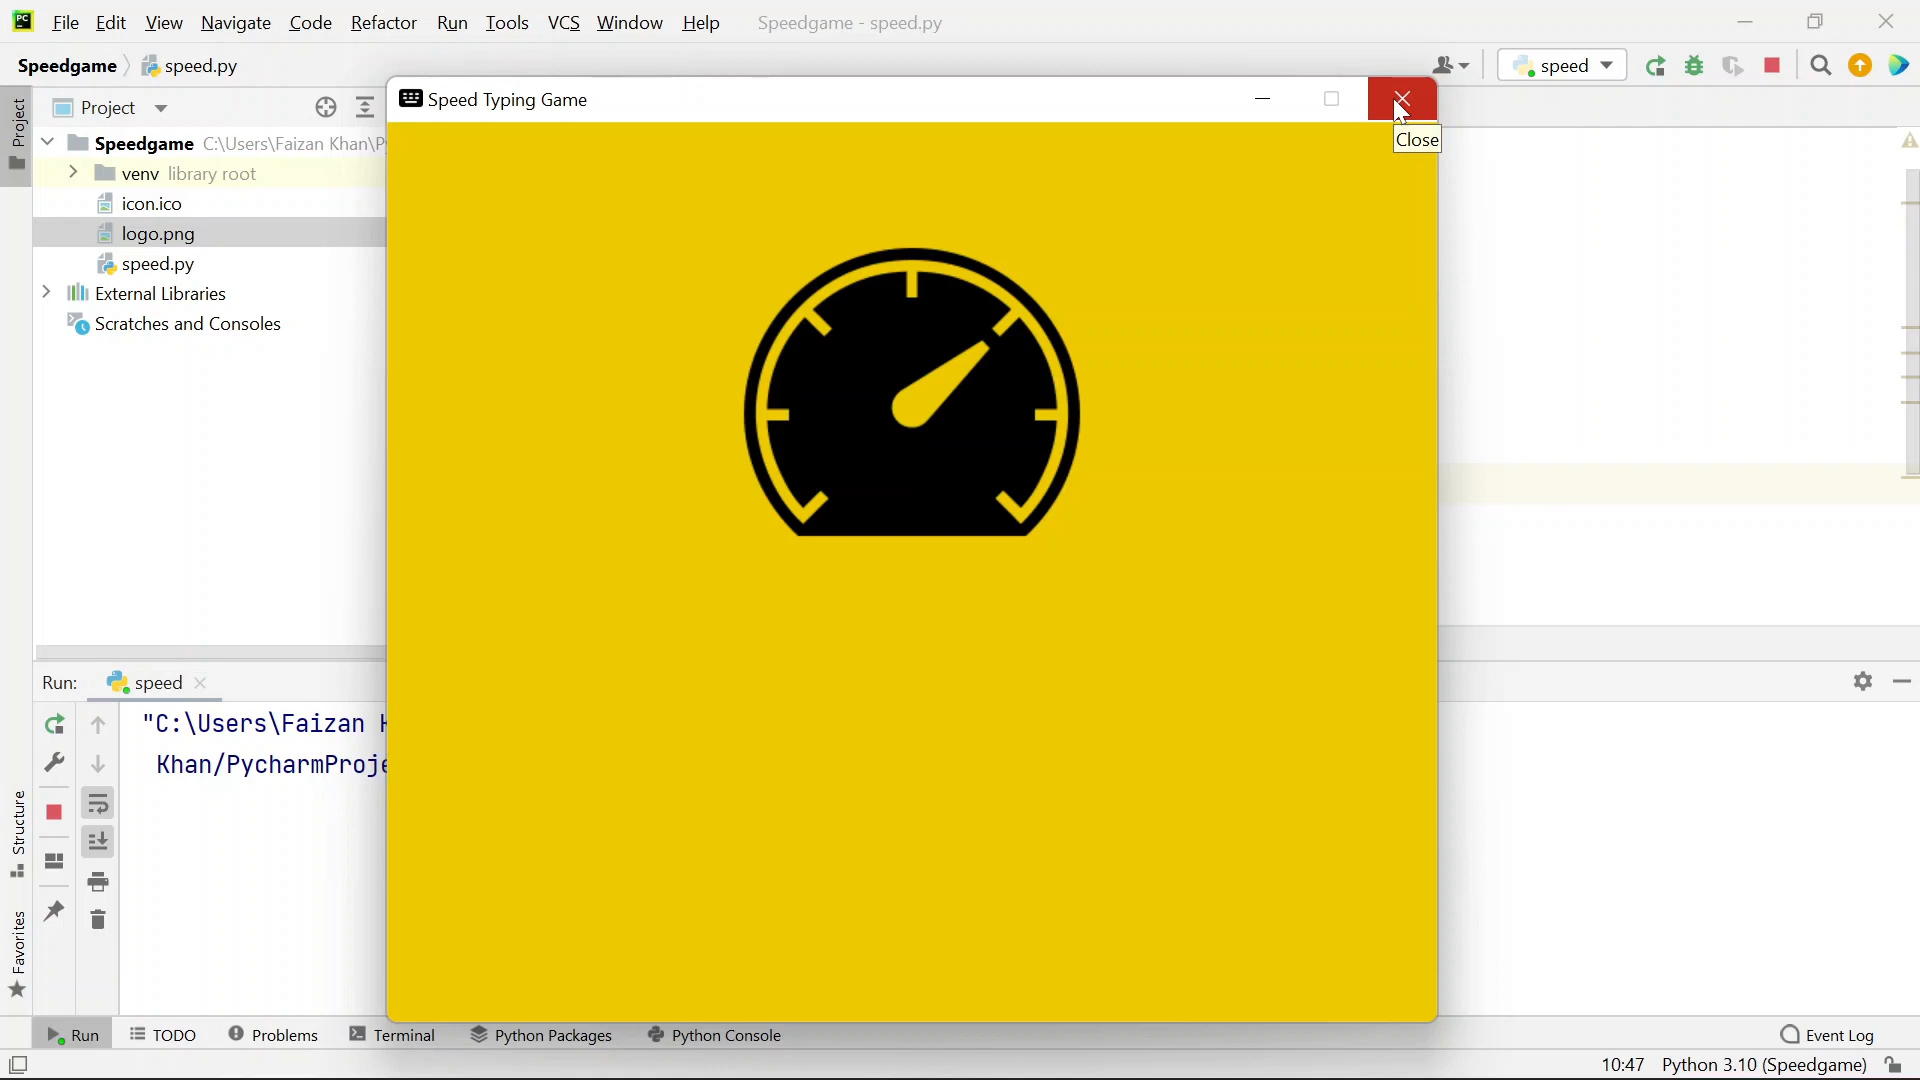 PC File Edit View Navigate Code Refactor Run Tools VCS Window Help Speedgame - speed.py
Speedgame speed.py
speed
Project
Project
Speed Typing Game
Close
Speedgame C:\Users\Faizan Khan\P
venv library root
icon.ico
logo.png
speed.py
External Libraries
Scratches and Consoles
Run: speed
"C:\Users\Faizan
Khan/PycharmProje
Structure
Favorites
Run TODO Problems Terminal Python Packages Python Console Event Log
10:47 Python 3.10 (Speedgame)